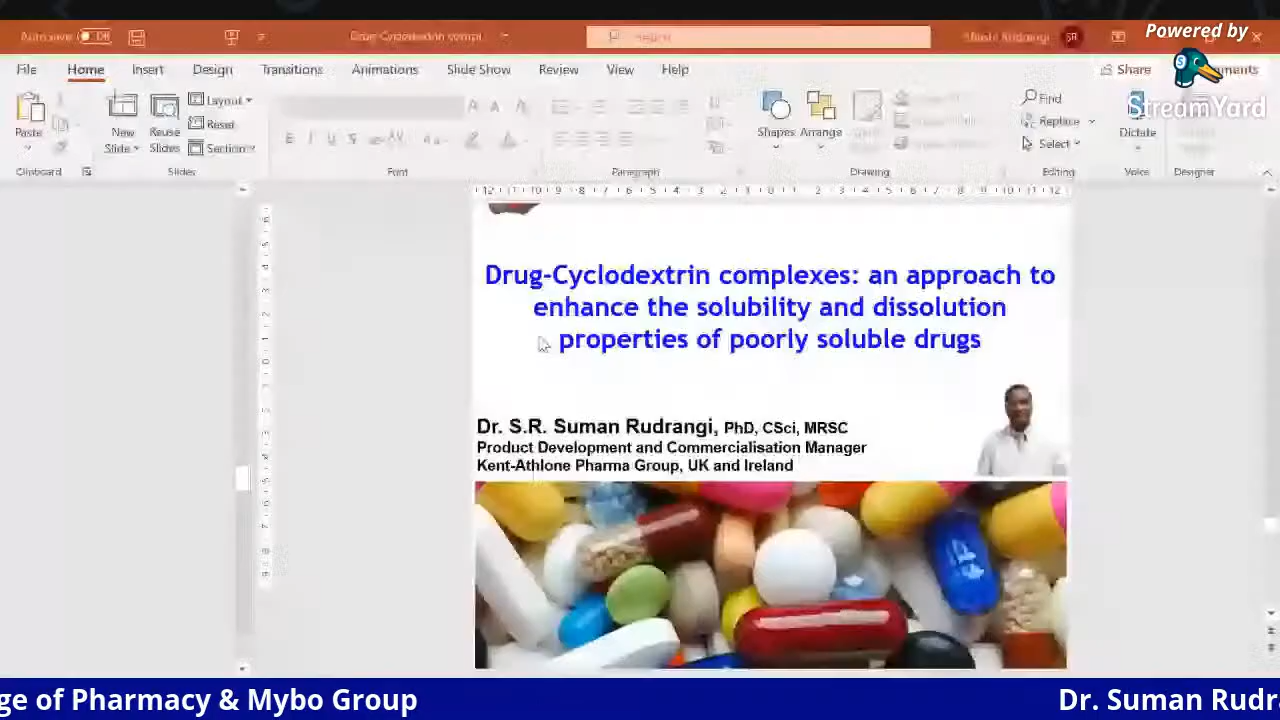 Powered by
StreamYard
File Home Insert Design Transitions Animations Slide Show Review View Help Share
Paste New Slide Reuse Slides Layout Reset Section Shapes Arrange Find Replace Select Dictate
Clipboard Slides Font Paragraph Drawing Editing Voice Designer
Drug-Cyclodextrin complexes: an approach to
enhance the solubility and dissolution
properties of poorly soluble drugs
Dr. S.R. Suman Rudrangi, PhD, CSci, MRSC
Product Development and Commercialisation Manager
Kent-Athlone Pharma Group, UK and Ireland
ge of Pharmacy & Mybo Group
Dr. Suman Rudr